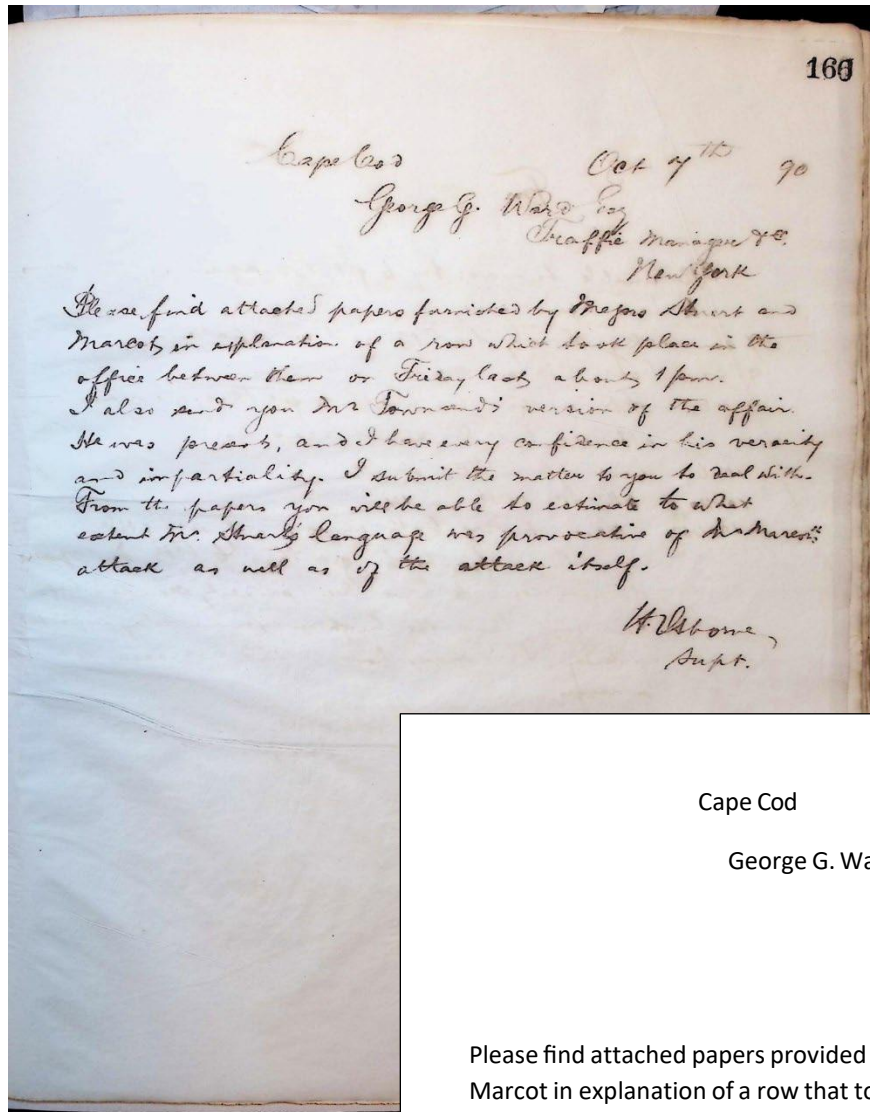 166
Cape Cod Oct 7th 90
George G. Ward Esq
Traffic Manager &c.
New York
Please find attached papers furnished by Messrs Stuart and
Marcot in explanation of a row which took place in the
office between them on Friday last about 1 pm.
I also send you Mr Townsend's version of the affair.
He was present, and I have every confidence in his veracity
and impartiality. I submit the matter to you to deal with.
From the papers you will be able to estimate to what
extent Mr. Stuart's language was provocative of Mr Marcot's
attack as well as of the attack itself.
H. Osborne,
Supt.
Cape Cod
George G. Wa
Please find attached papers provided
Marcot in explanation of a row that to